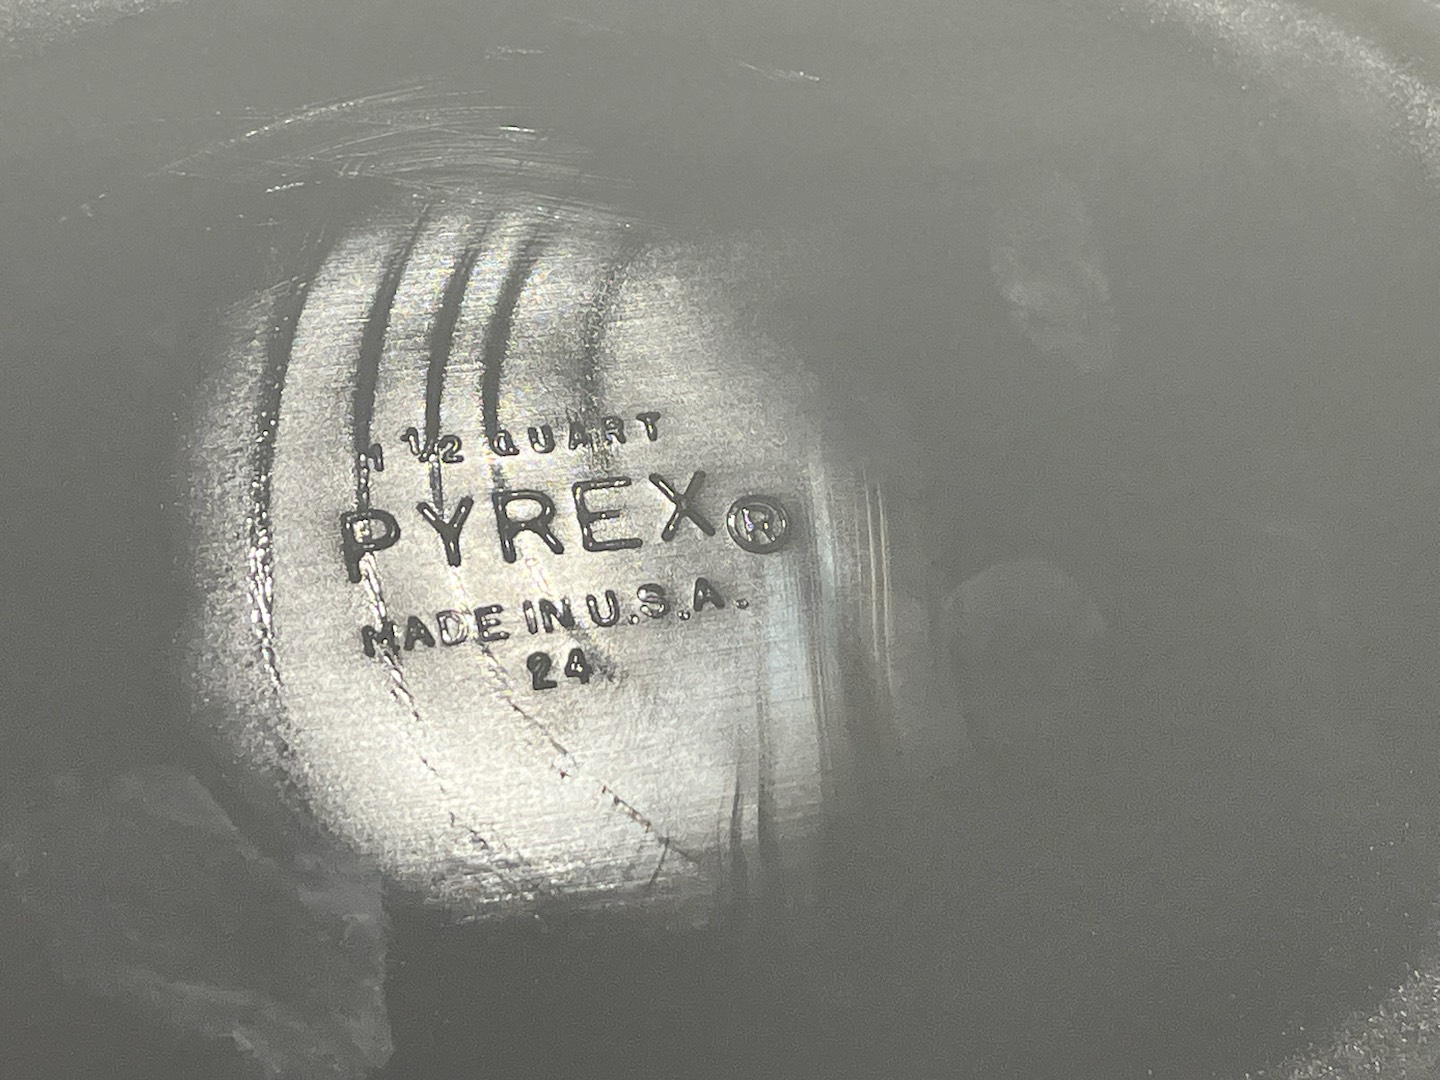 1 1/2 QUART
PYREX®
MADE IN U.S.A.
24